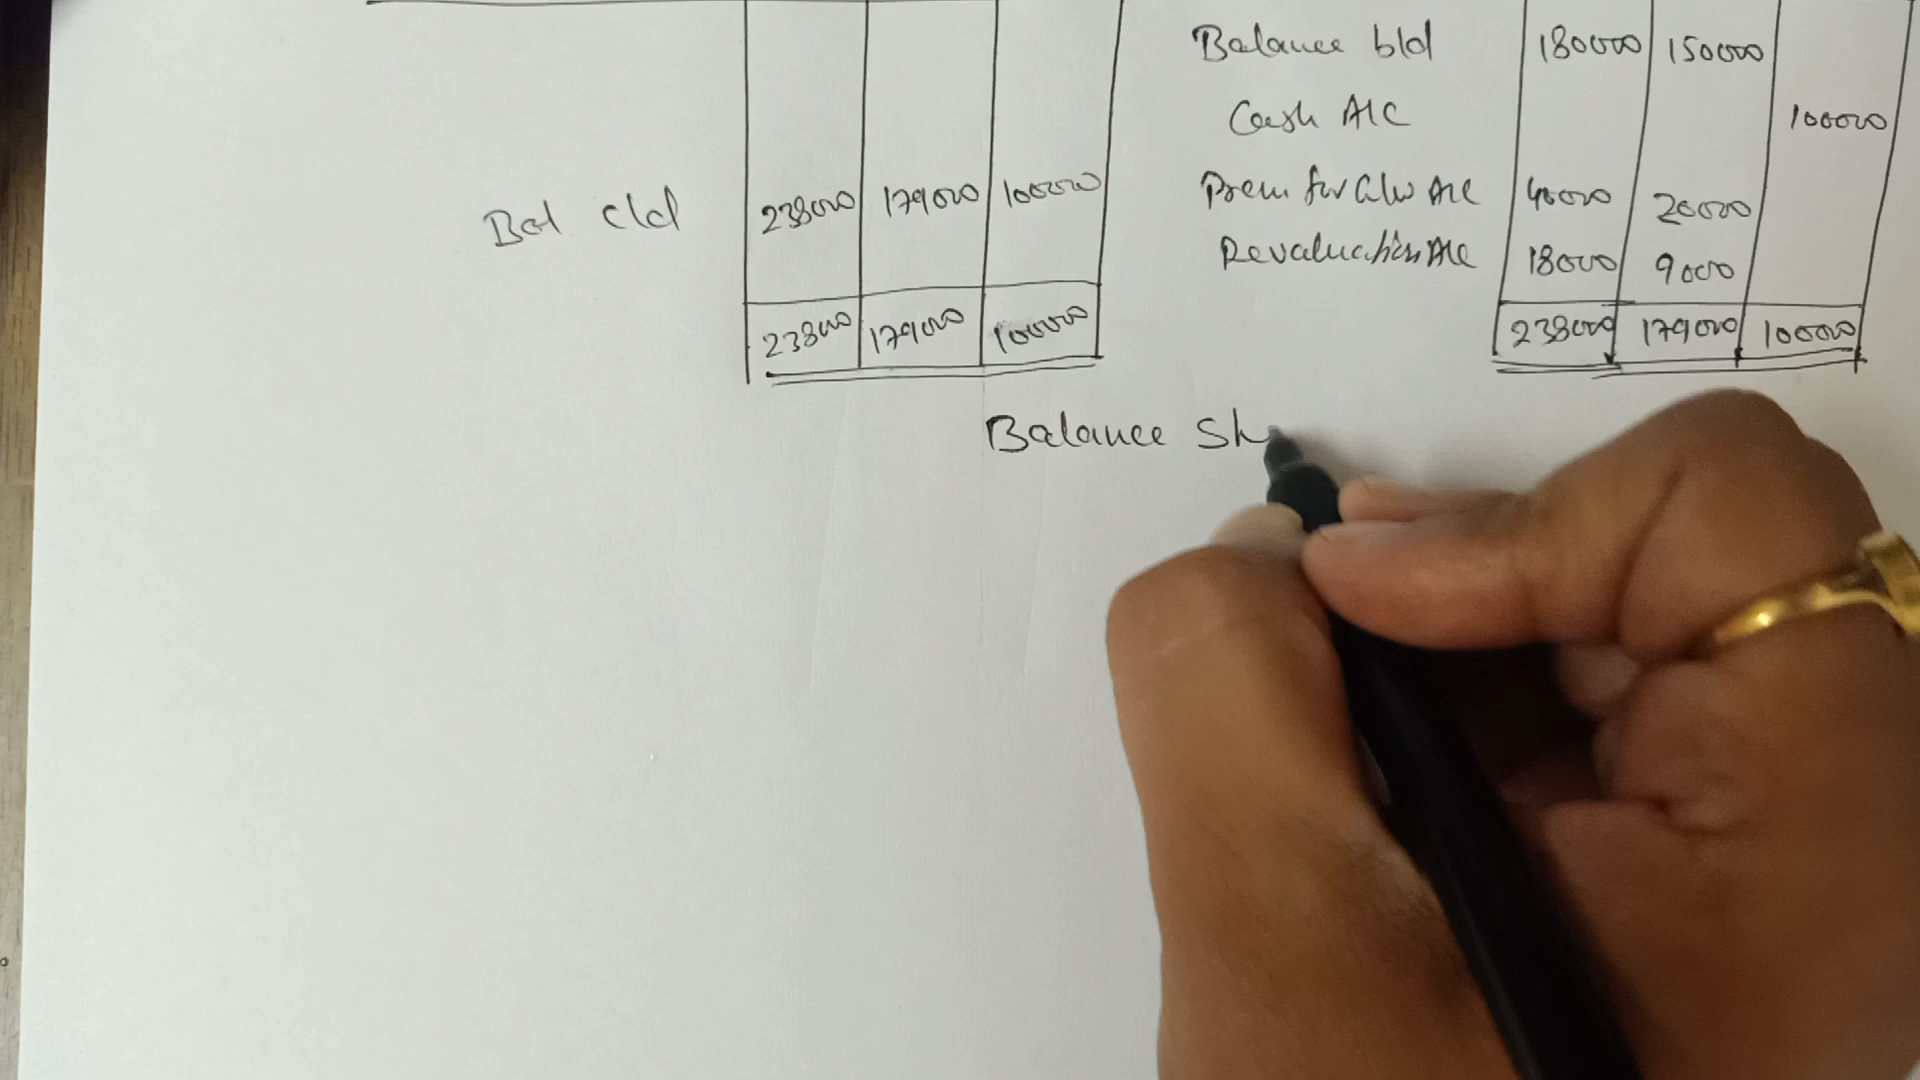 Balance b/d 180000 150000
Cash A/C 100000
Bal c/d 238000 179000 100000
Prem for G/w A/c 40000 20000
Revaluation A/c 18000 9000
238000 179000 100000
238000 179000 100000
Balance Sh